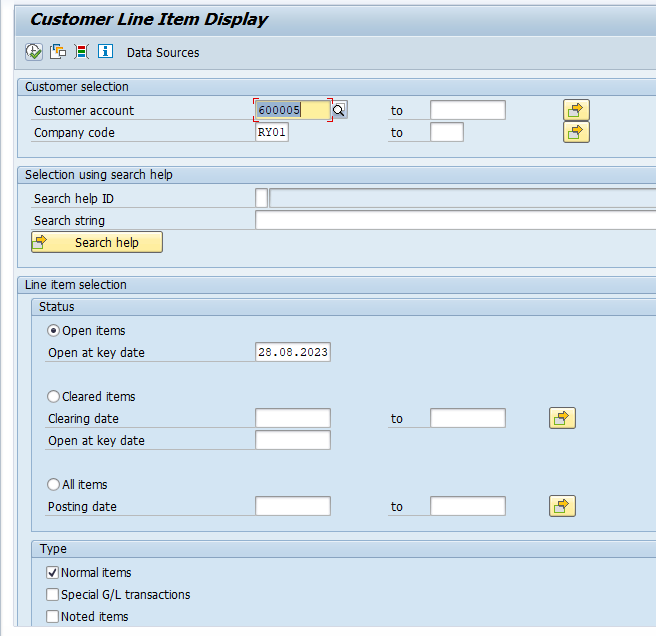 Customer Line Item Display
Data Sources
Customer selection
Customer account 600005 to
Company code RY01 to
Selection using search help
Search help ID
Search string
Search help
Line item selection
Status
Open items
Open at key date 28.08.2023
Cleared items
Clearing date to
Open at key date
All items
Posting date to
Type
Normal items
Special G/L transactions
Noted items